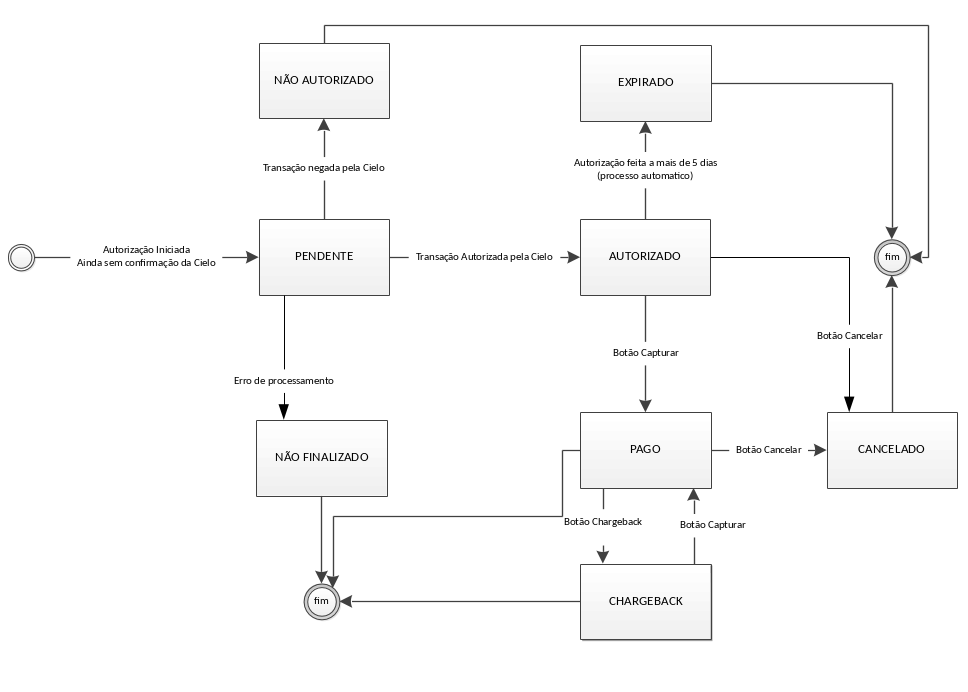 NÃO AUTORIZADO
EXPIRADO
Transação negada pela Cielo
Autorização feita a mais de 5 dias
(processo automatico)
Autorização Iniciada
Ainda sem confirmação da Cielo
PENDENTE
Transação Autorizada pela Cielo
AUTORIZADO
fim
Botão Cancelar
Botão Capturar
Erro de processamento
NÃO FINALIZADO
PAGO
Botão Cancelar
CANCELADO
Botão Chargeback
Botão Capturar
fim
CHARGEBACK